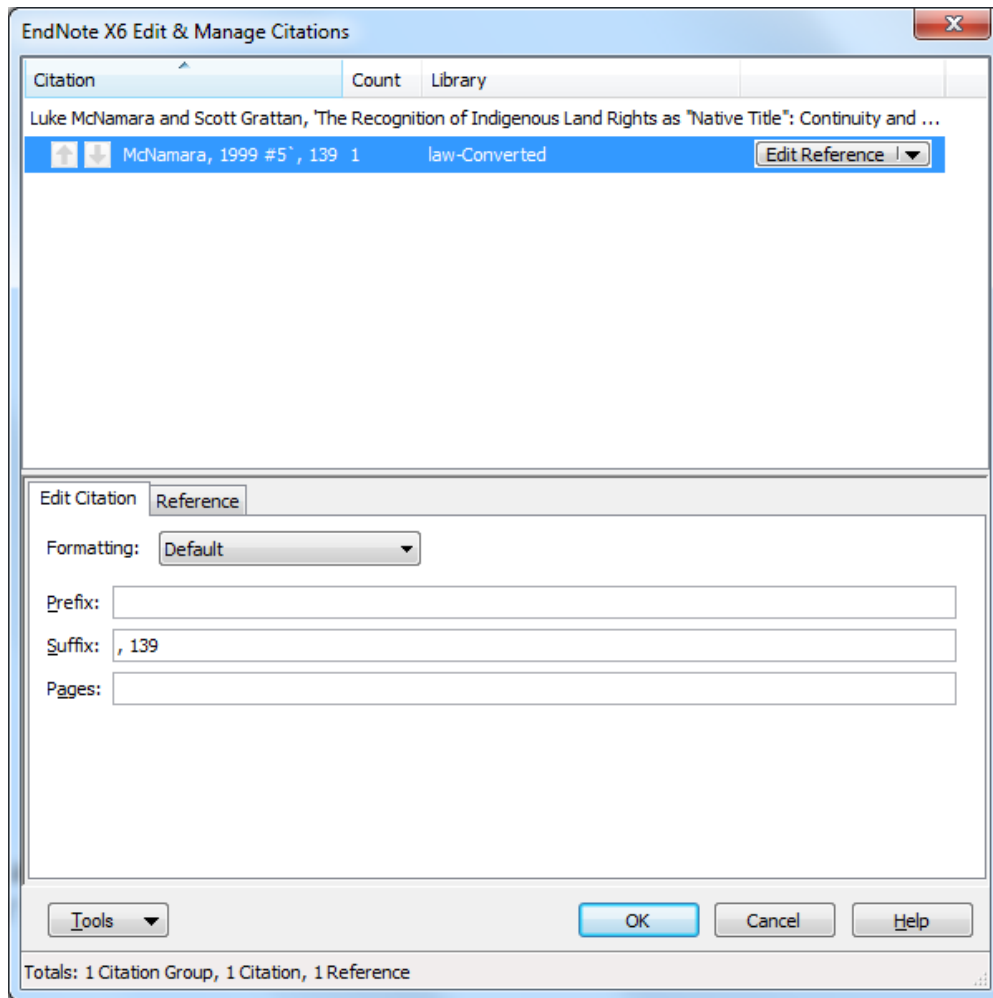 EndNote X6 Edit & Manage Citations
X
Citation Count Library
Luke McNamara and Scott Grattan, 'The Recognition of Indigenous Land Rights as "Native Title": Continuity and ...
McNamara, 1999 #5`, 139 1 law-Converted Edit Reference
Edit Citation Reference
Formatting: Default
Prefix:
Suffix: , 139
Pages:
Tools OK Cancel Help
Totals: 1 Citation Group, 1 Citation, 1 Reference